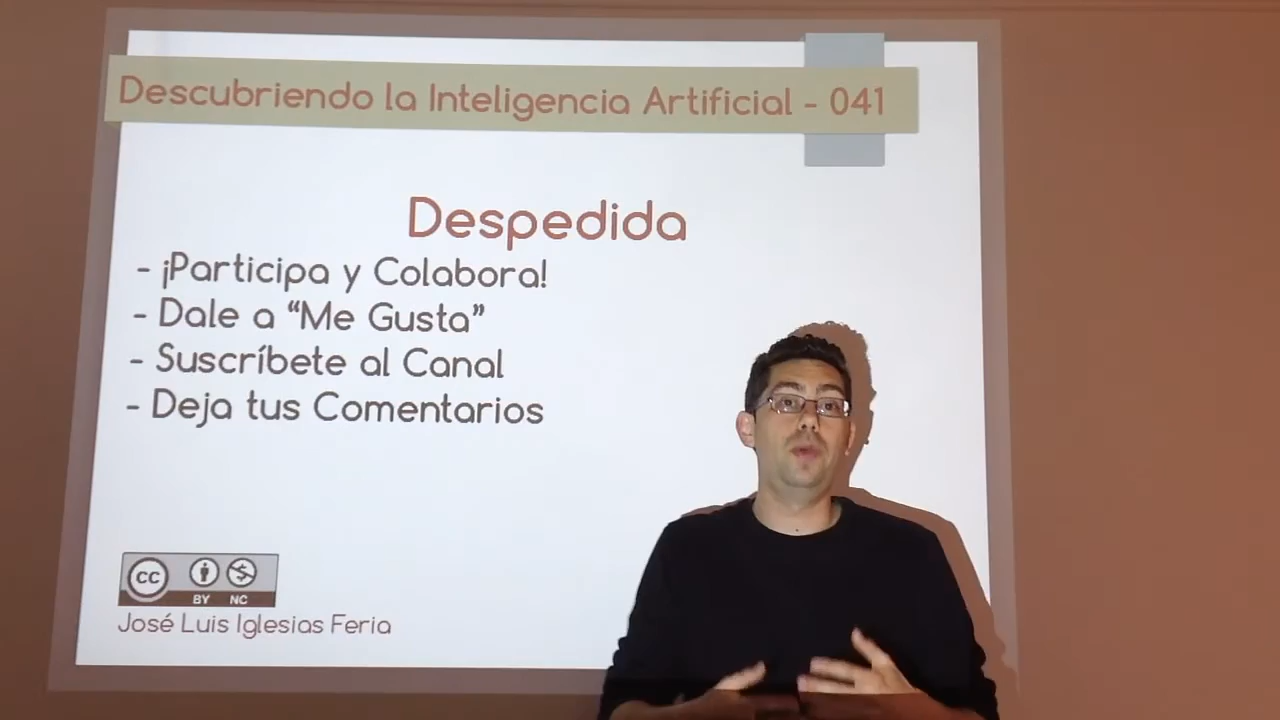 Descubriendo la Inteligencia Artificial - 041
Despedida
- ¡Participa y Colabora!
- Dale a “Me Gusta”
- Suscríbete al Canal
- Deja tus Comentarios
CC
BY NC
José Luis Iglesias Feria